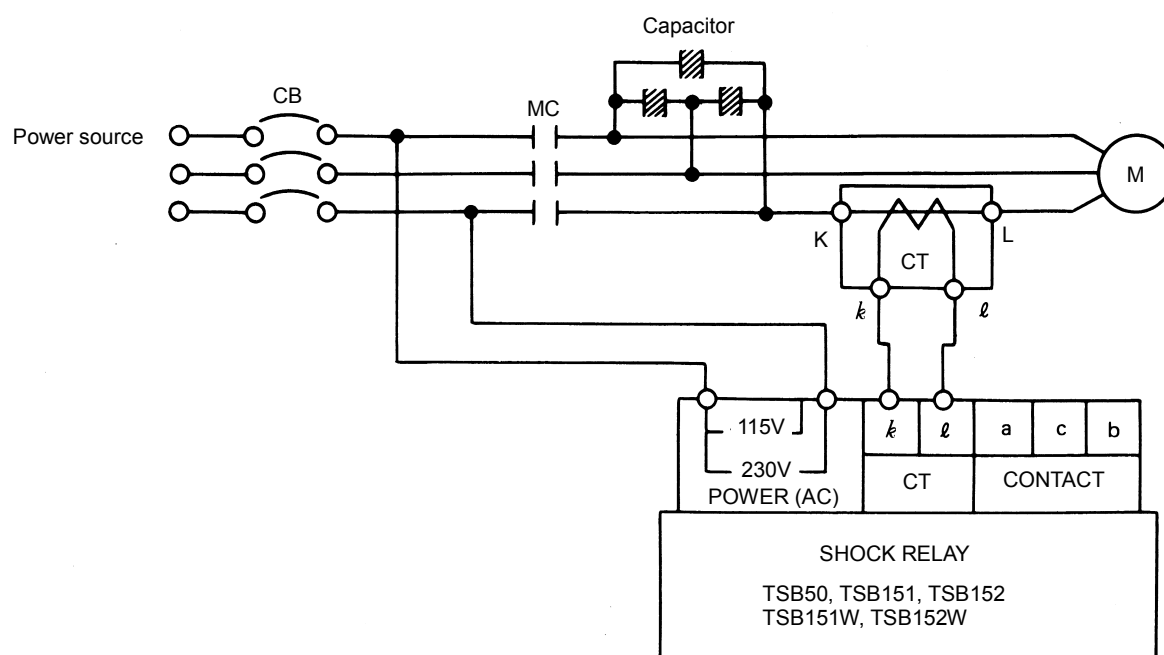 Capacitor
CB
MC
Power source
M
K
L
CT
k
ℓ
115V
k
ℓ
a
c
b
230V
POWER (AC)
CT
CONTACT
SHOCK RELAY
TSB50, TSB151, TSB152
TSB151W, TSB152W